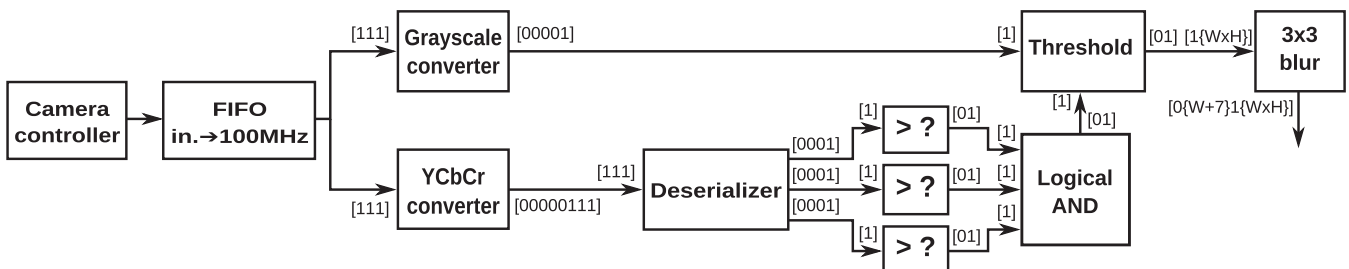 [111]
Grayscale
converter
[00001]
[1]
Threshold
[01]
[1{WxH}]
3x3
blur
Camera
controller
FIFO
in.→100MHz
[1]
[01]
[0{W+7}1{WxH}]
[111]
YCbCr
converter
[00000111]
[111]
Deserializer
[0001]
[0001]
[0001]
[1]
> ?
[01]
[1]
> ?
[01]
[1]
> ?
[01]
[1]
[1]
[1]
Logical
AND